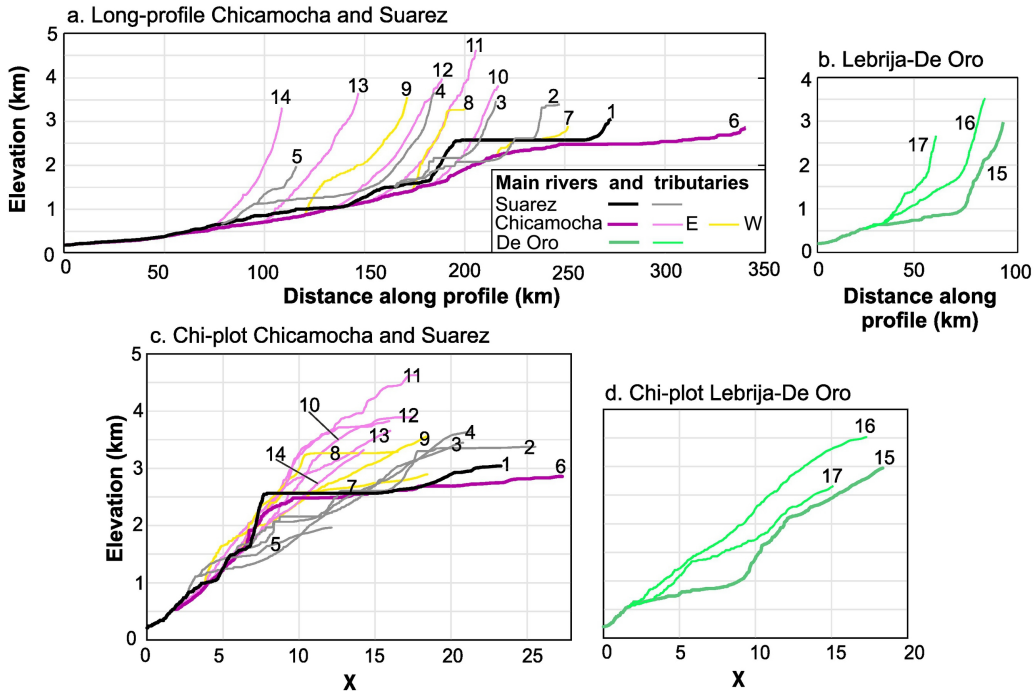 a. Long-profile Chicamocha and Suarez
Elevation (km)
5
4
3
2
1
0
14
13
9
12
4
11
8
10
3
2
7
1
6
5
Main rivers and tributaries
Suarez
Chicamocha E W
De Oro
0 50 100 150 200 250 300 350
Distance along profile (km)
b. Lebrija-De Oro
4
3
2
1
0
17
16
15
0 50 100
Distance along
profile (km)
c. Chi-plot Chicamocha and Suarez
Elevation (km)
5
4
3
2
1
0
11
10
12
13
14
8
9
3
4
2
1
6
7
5
0 5 10 15 20 25
X
d. Chi-plot Lebrija-De Oro
16
15
17
0 5 10 15 20
X